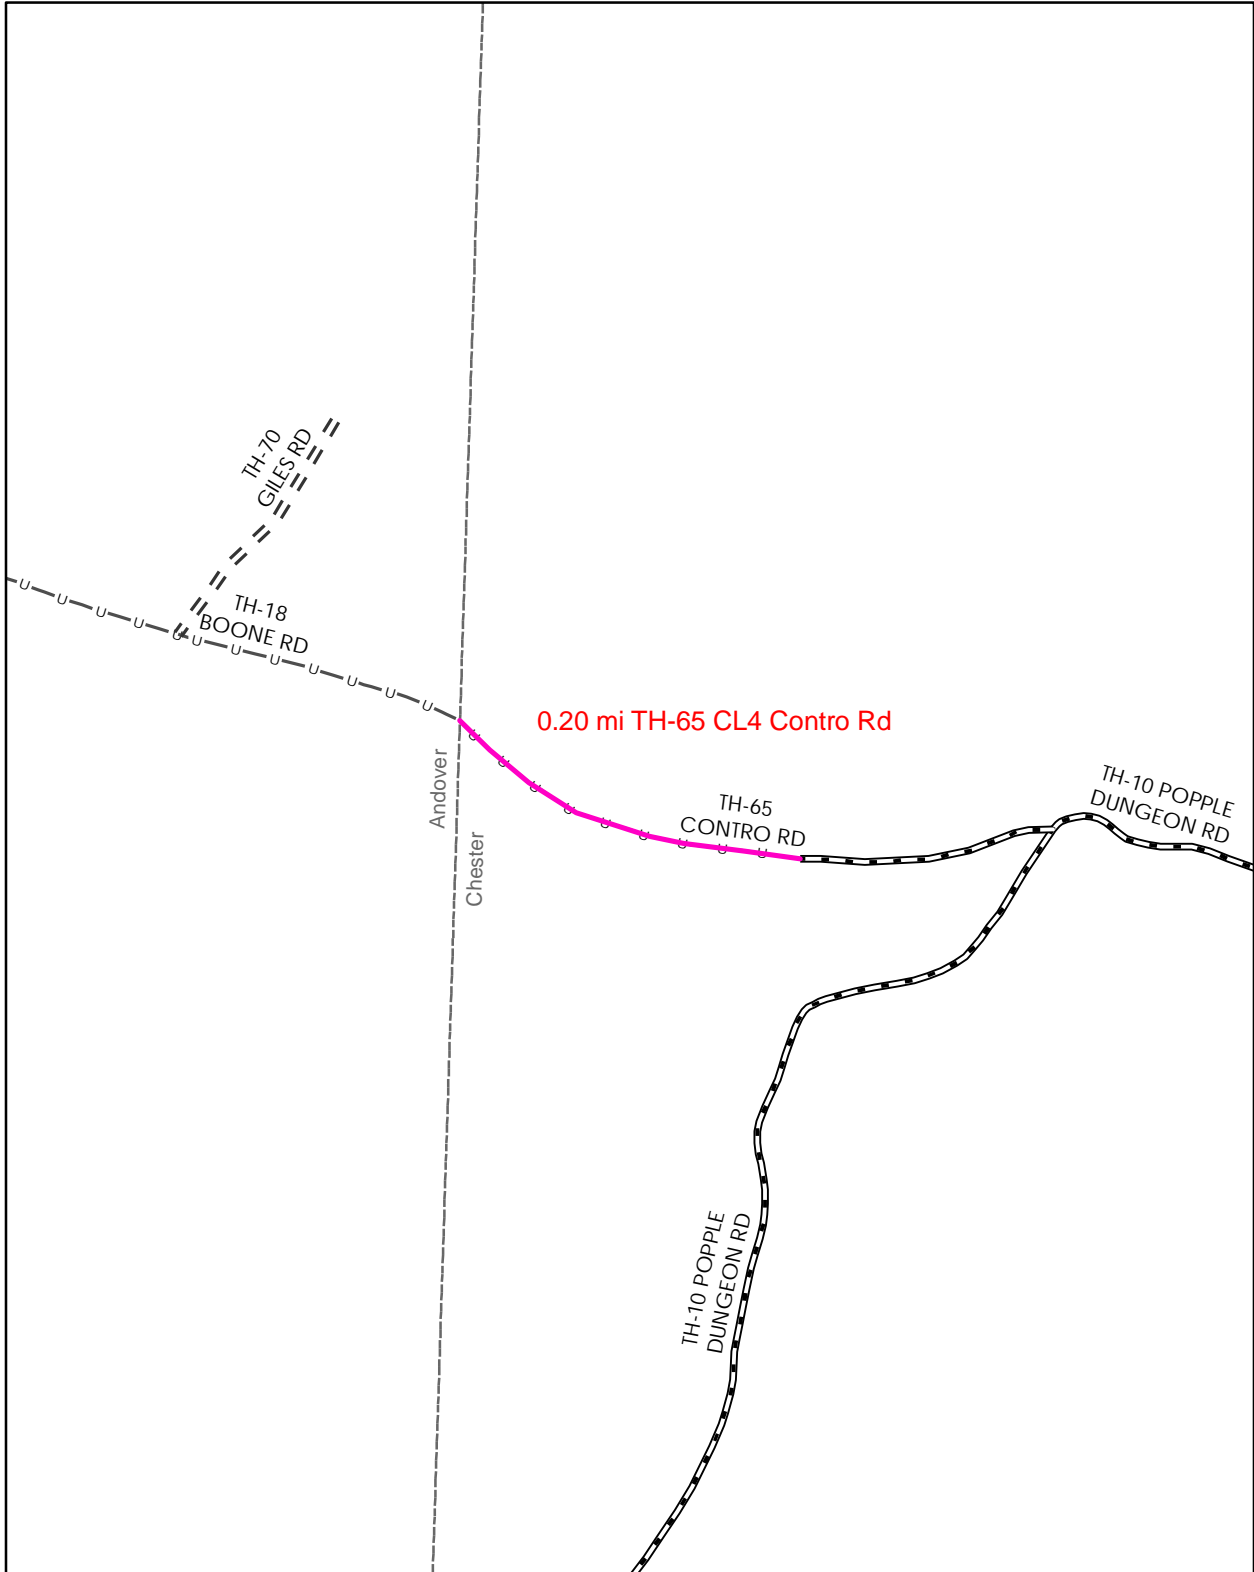 TH-70
GILES RD
TH-18
BOONE RD
0.20 mi TH-65 CL4 Contro Rd
Andover
Chester
TH-65
CONTRO RD
TH-10 POPPLE
DUNGEON RD
TH-10 POPPLE
DUNGEON RD